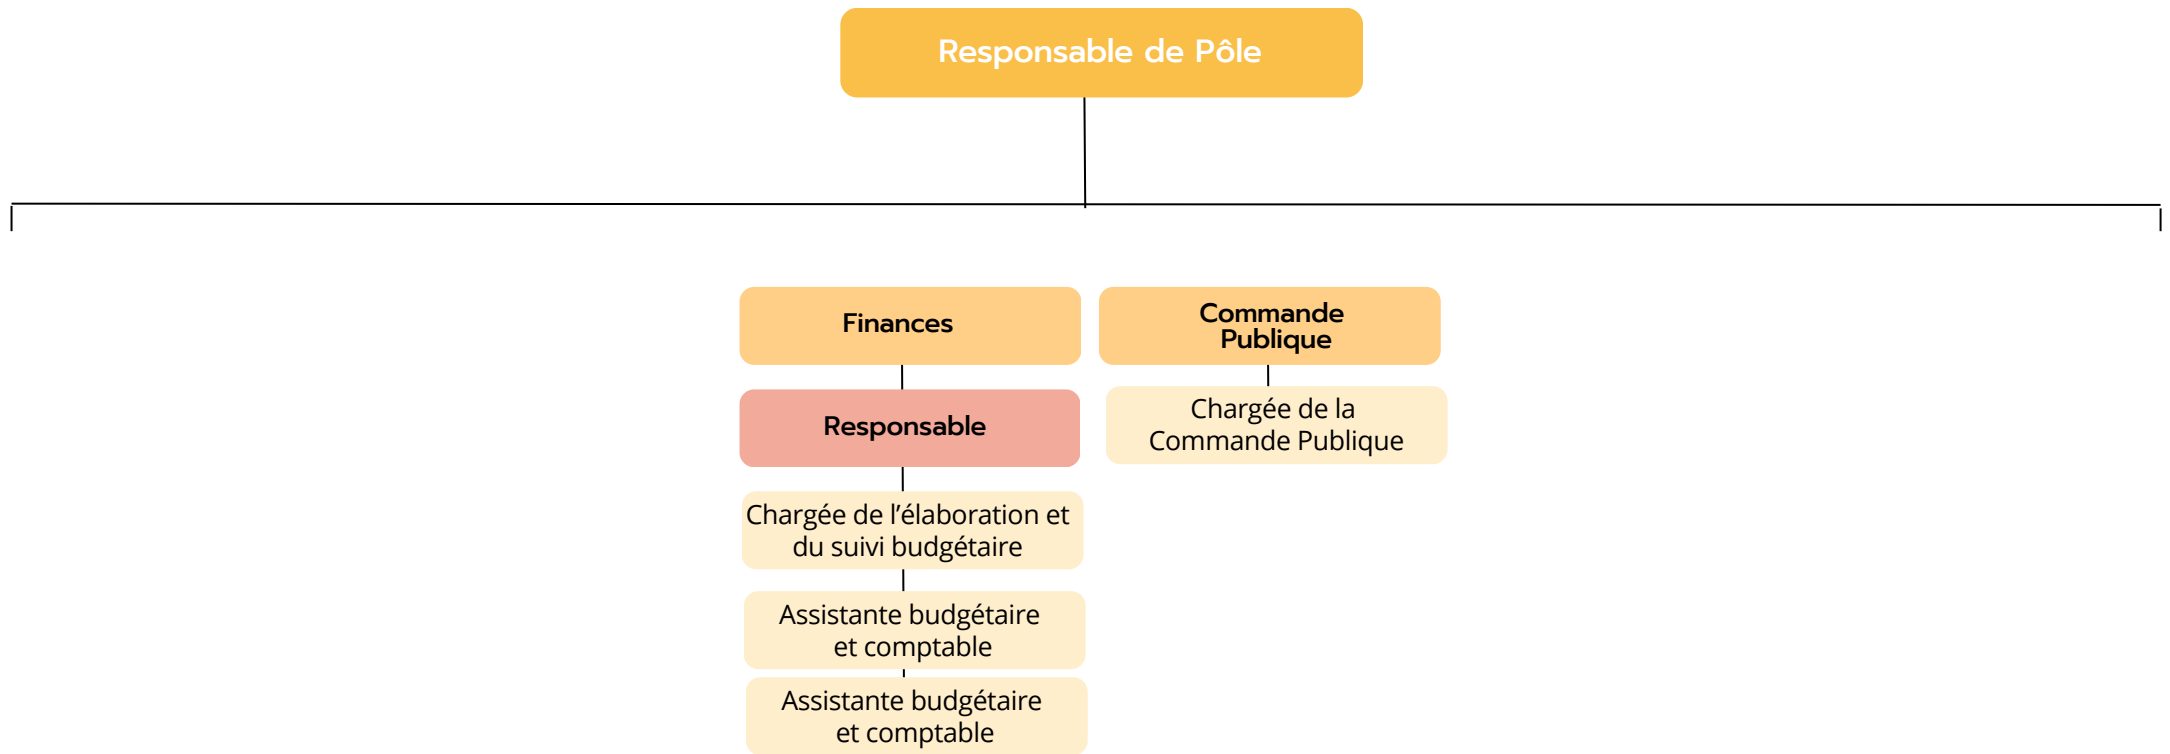 Responsable de Pôle
Finances
Responsable
Chargée de l’élaboration et
du suivi budgétaire
Assistante budgétaire
et comptable
Assistante budgétaire
et comptable
Commande
Publique
Chargée de la
Commande Publique